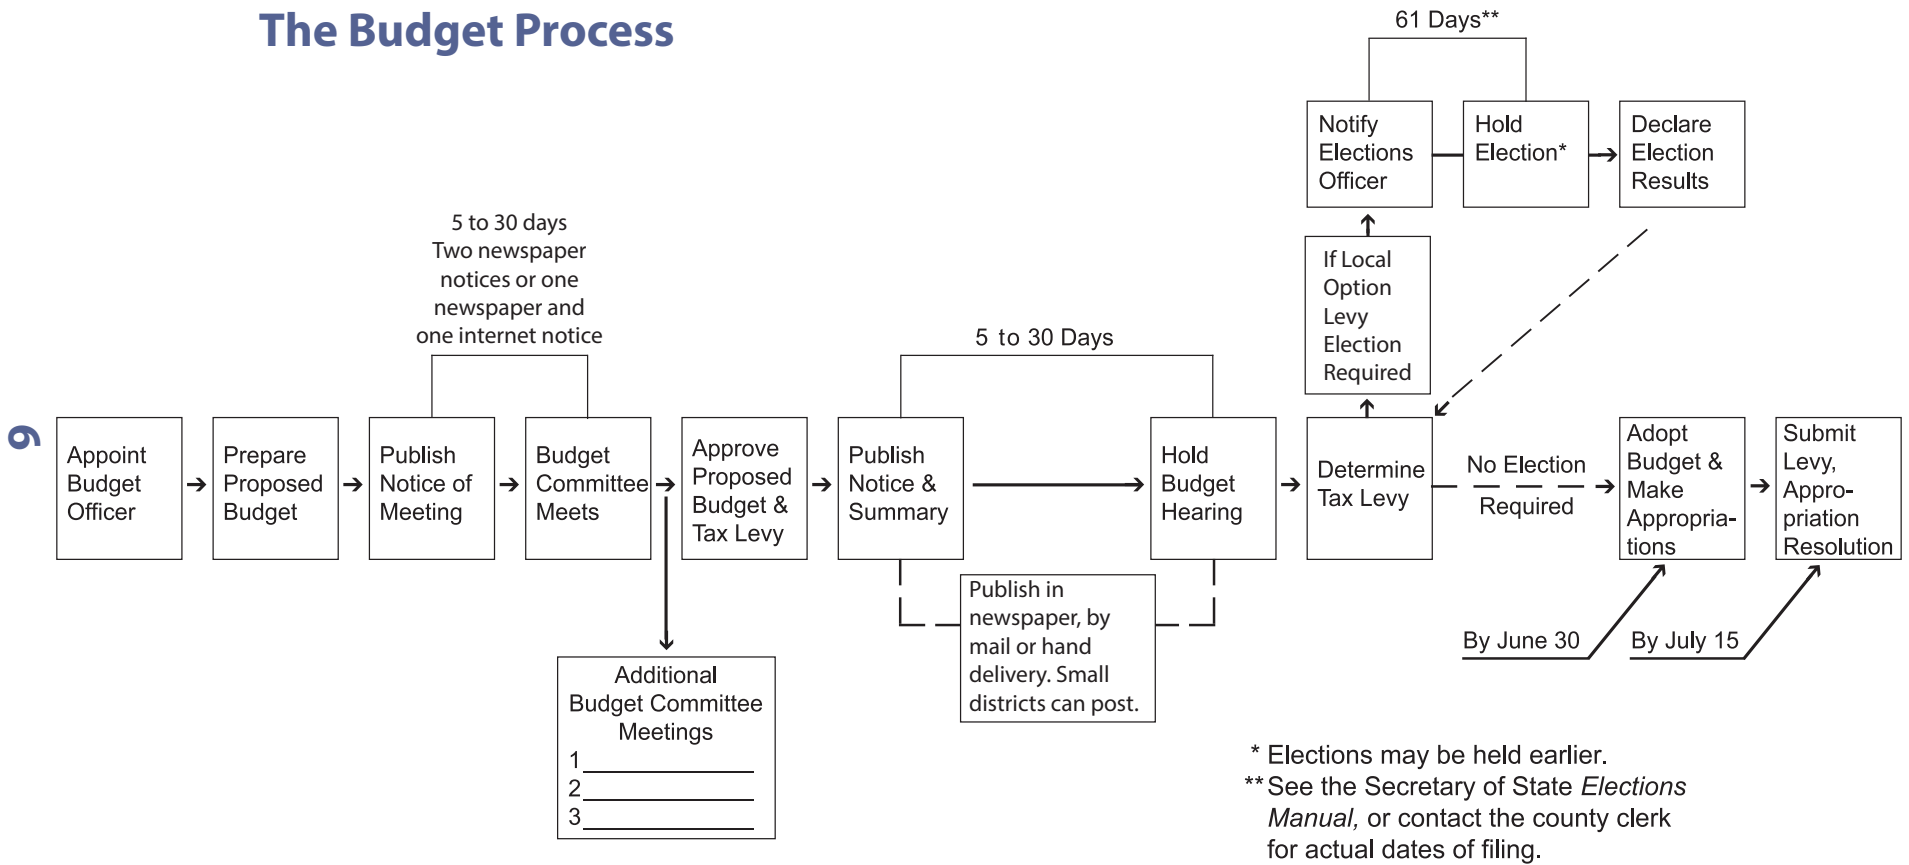 The Budget Process
61 Days**
Notify
Elections
Officer
Hold
Election*
Declare
Election
Results
5 to 30 days
Two newspaper
notices or one
newspaper and
one internet notice
If Local
Option
Levy
Election
Required
5 to 30 Days
9
Appoint
Budget
Officer
Prepare
Proposed
Budget
Publish
Notice of
Meeting
Budget
Committee
Meets
Approve
Proposed
Budget &
Tax Levy
Publish
Notice &
Summary
Hold
Budget
Hearing
Determine
Tax Levy
No Election
Required
Adopt
Budget &
Make
Appropria-
tions
Submit
Levy,
Appro-
priation
Resolution
Publish in
newspaper, by
mail or hand
delivery. Small
districts can post.
By June 30
By July 15
Additional
Budget Committee
Meetings
1
2
3
* Elections may be held earlier.
** See the Secretary of State Elections
Manual, or contact the county clerk
for actual dates of filing.